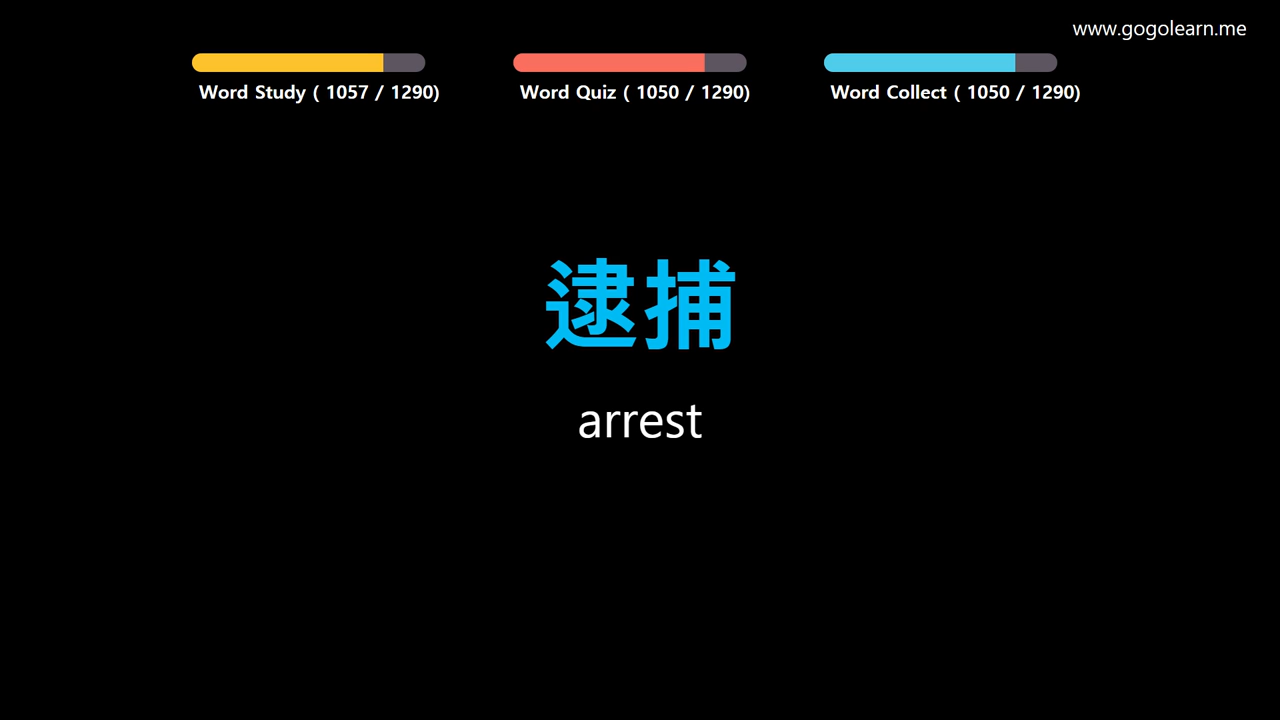 www.gogolearn.me
Word Study ( 1057 / 1290)
Word Quiz ( 1050 / 1290)
Word Collect ( 1050 / 1290)
逮捕
arrest